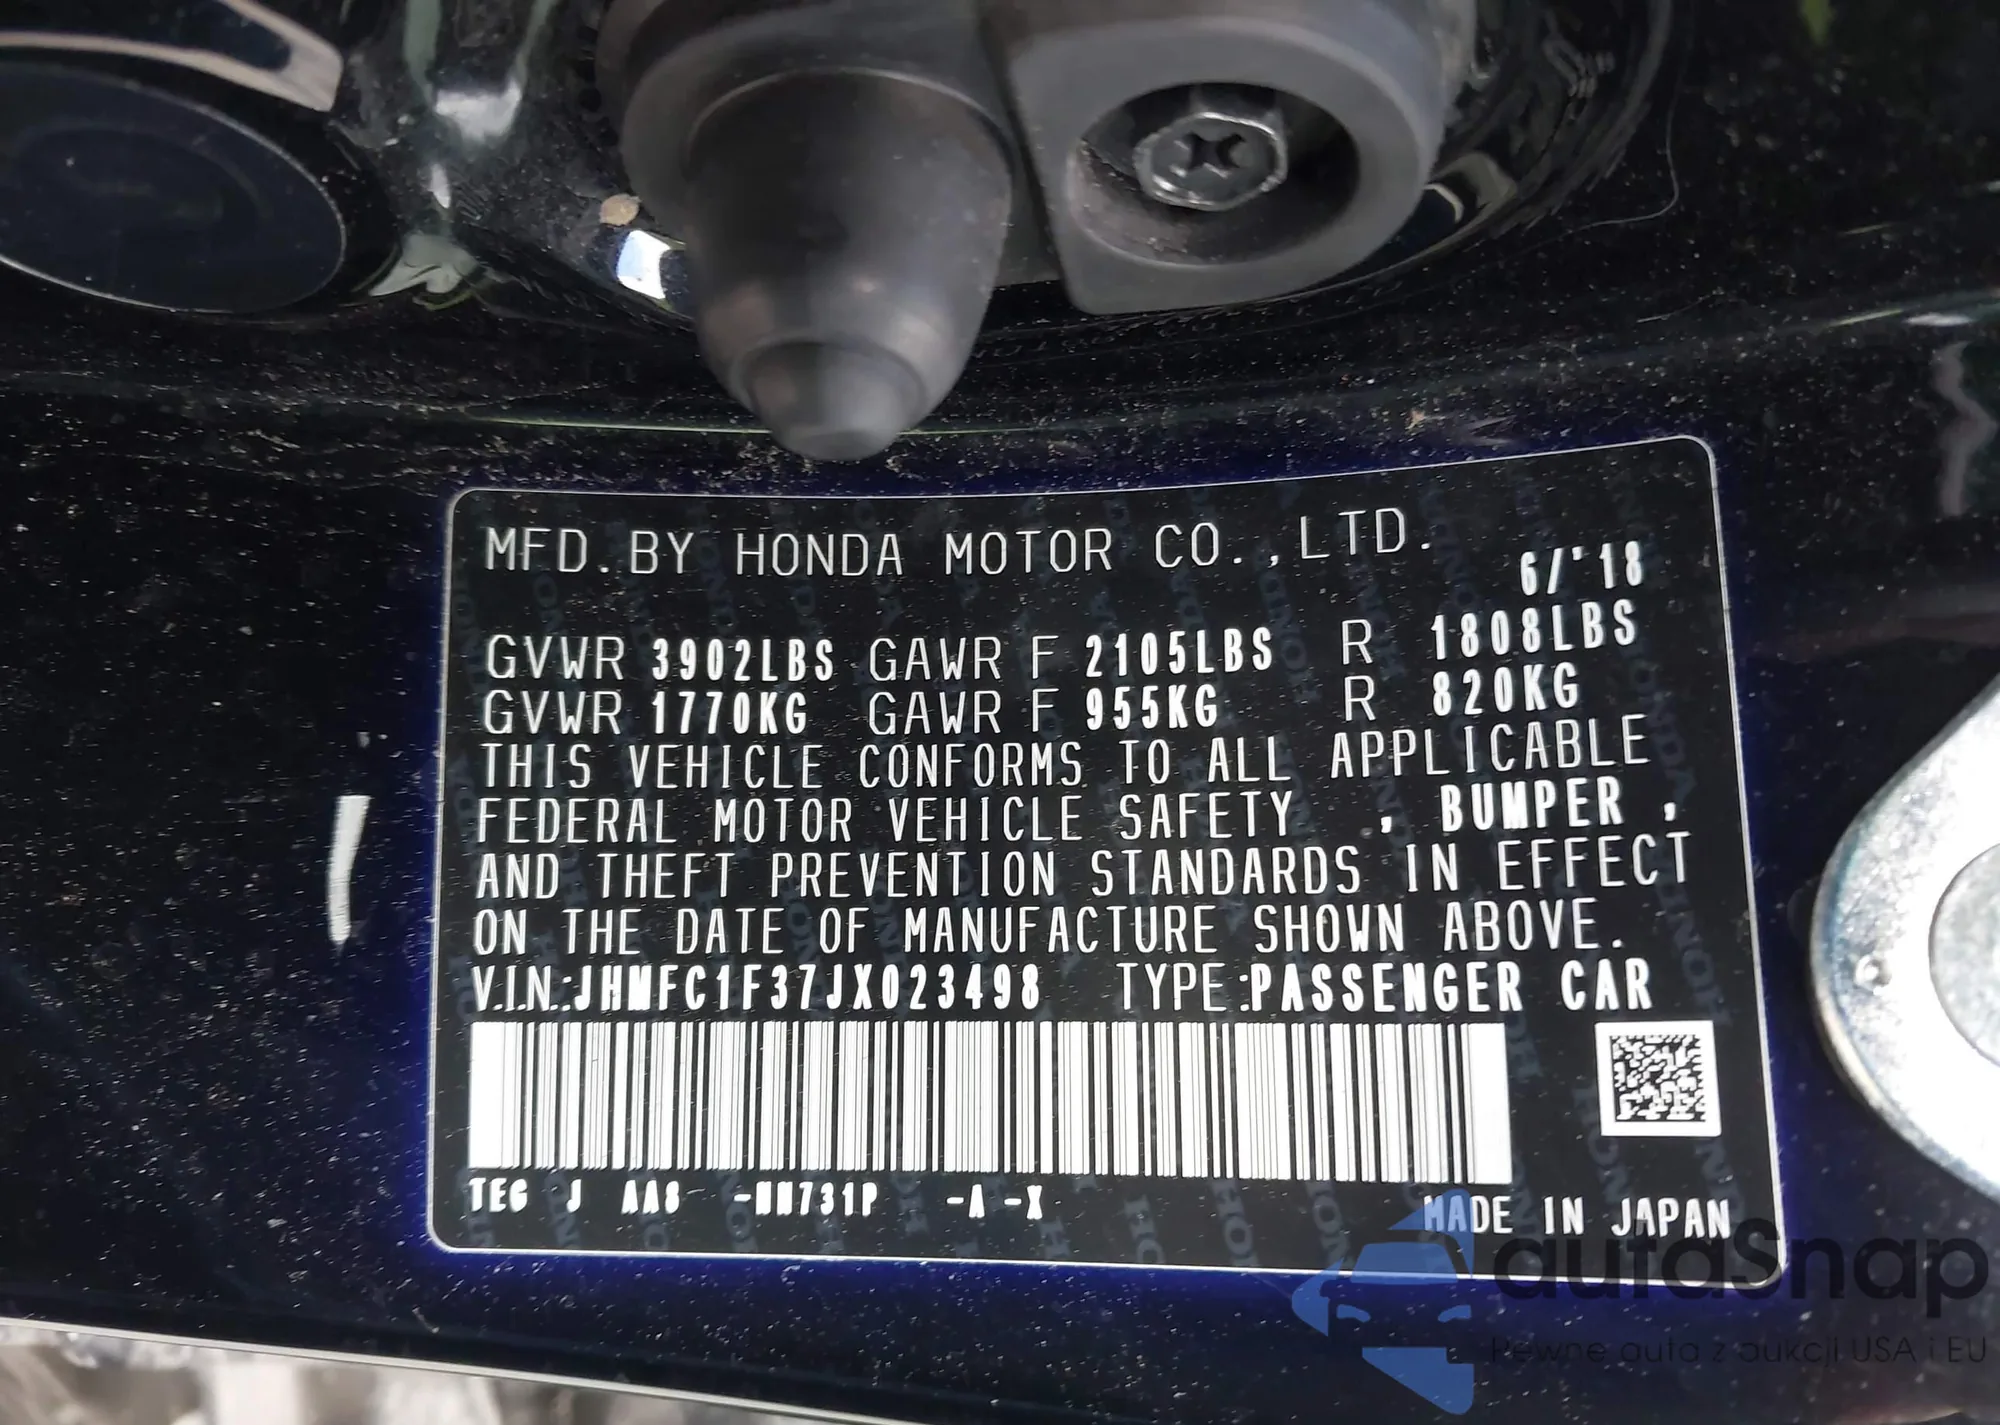 MFD.BY HONDA MOTOR CO.,LTD.
6/'18
GVWR 3902LBS GAWR F 2105LBS R 1808LBS
GVWR 1770KG GAWR F 955KG R 820KG
THIS VEHICLE CONFORMS TO ALL APPLICABLE
FEDERAL MOTOR VEHICLE SAFETY , BUMPER ,
AND THEFT PREVENTION STANDARDS IN EFFECT
ON THE DATE OF MANUFACTURE SHOWN ABOVE.
V.I.N.:JHMFC1F37JX023498 TYPE:PASSENGER CAR
TEG J AA8 -NH731P -A -X
MADE IN JAPAN
autaSnap
Pewne auta z aukcji USA i EU